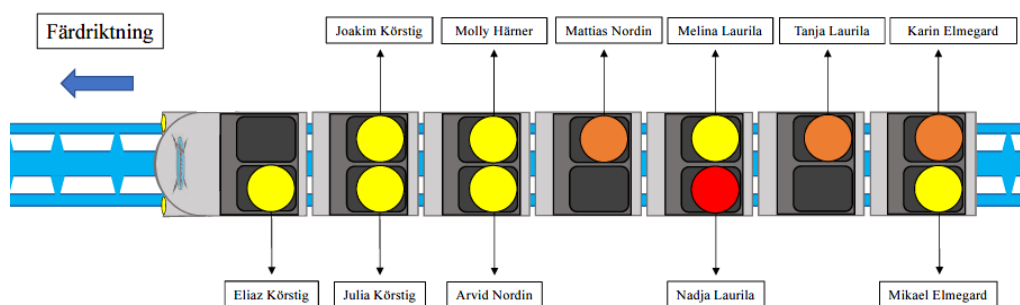 Färdriktning
Joakim Körstig
Molly Härner
Mattias Nordin
Melina Laurila
Tanja Laurila
Karin Elmegard
Eliaz Körstig
Julia Körstig
Arvid Nordin
Nadja Laurila
Mikael Elmegard